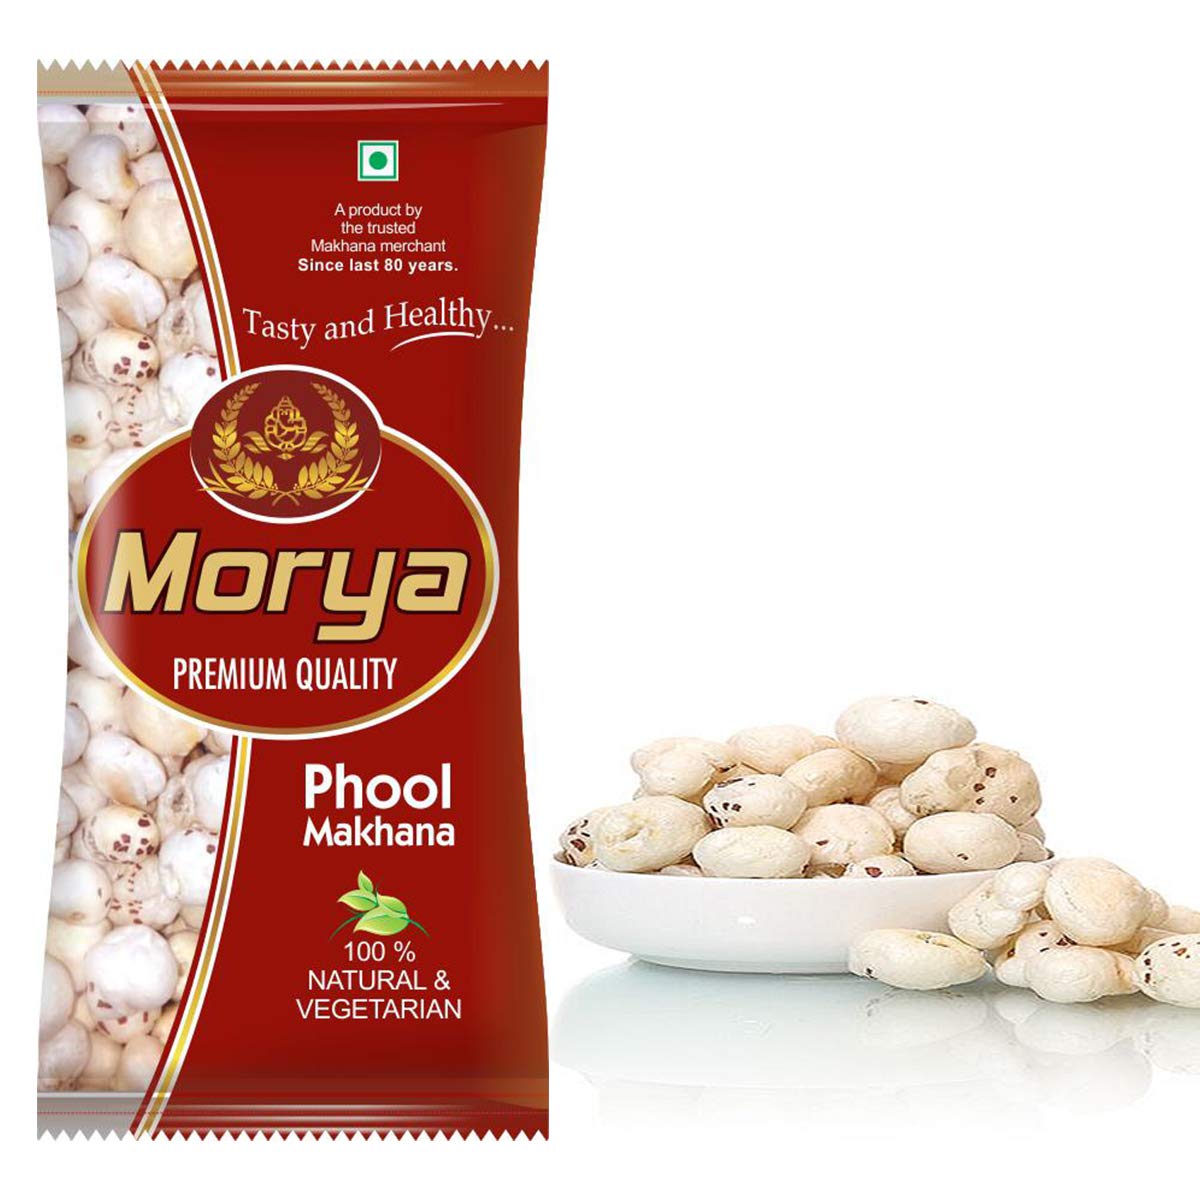 A product by
the trusted
Makhana merchant
Since last 80 years.
Tasty and Healthy...
Morya
PREMIUM QUALITY
Phool
Makhana
100 %
NATURAL &
VEGETARIAN